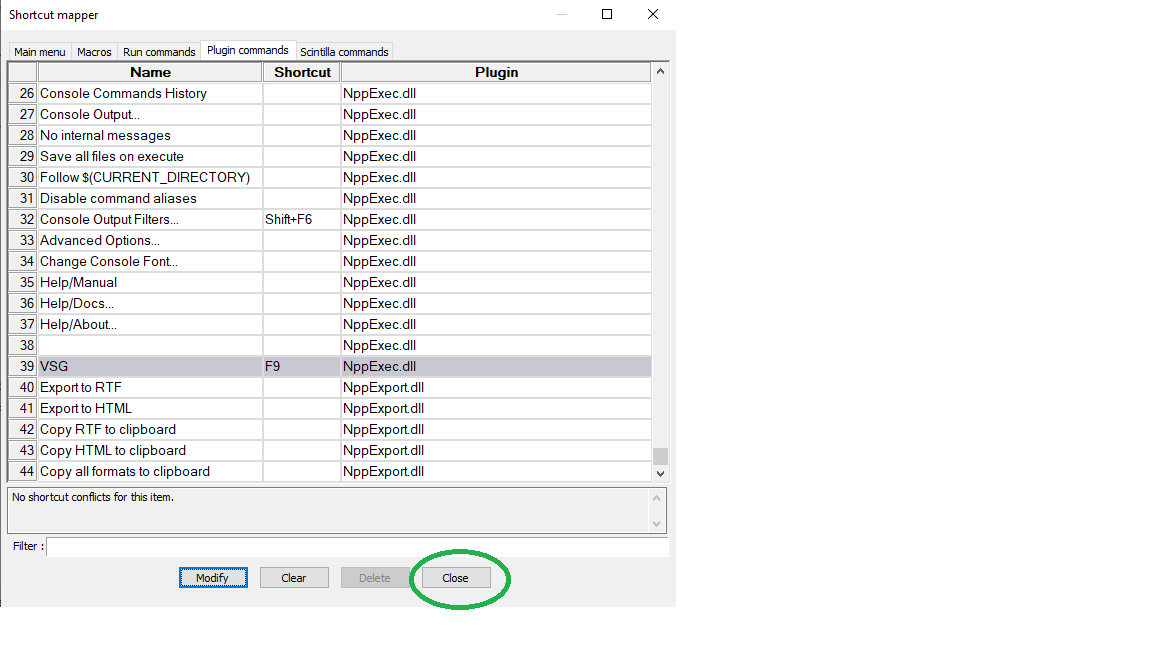 Shortcut mapper
Main menu Macros Run commands Plugin commands Scintilla commands
Name Shortcut Plugin
26 Console Commands History NppExec.dll
27 Console Output... NppExec.dll
28 No internal messages NppExec.dll
29 Save all files on execute NppExec.dll
30 Follow $(CURRENT_DIRECTORY) NppExec.dll
31 Disable command aliases NppExec.dll
32 Console Output Filters... Shift+F6 NppExec.dll
33 Advanced Options... NppExec.dll
34 Change Console Font... NppExec.dll
35 Help/Manual NppExec.dll
36 Help/Docs... NppExec.dll
37 Help/About... NppExec.dll
38 NppExec.dll
39 VSG F9 NppExec.dll
40 Export to RTF NppExport.dll
41 Export to HTML NppExport.dll
42 Copy RTF to clipboard NppExport.dll
43 Copy HTML to clipboard NppExport.dll
44 Copy all formats to clipboard NppExport.dll
No shortcut conflicts for this item.
Filter :
Modify Clear Delete Close